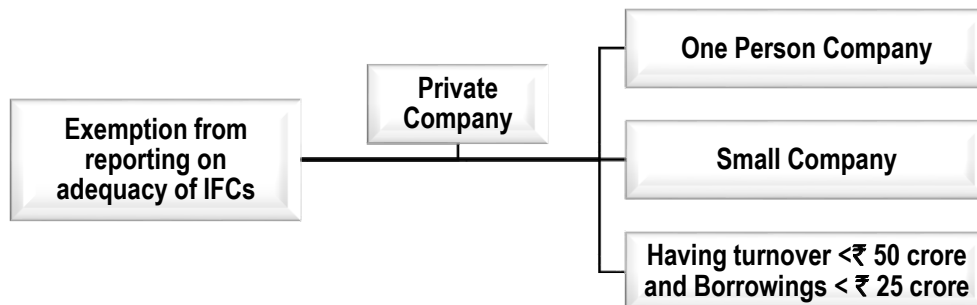 Exemption from
reporting on
adequacy of IFCs
Private
Company
One Person Company
Small Company
Having turnover <₹ 50 crore
and Borrowings < ₹ 25 crore